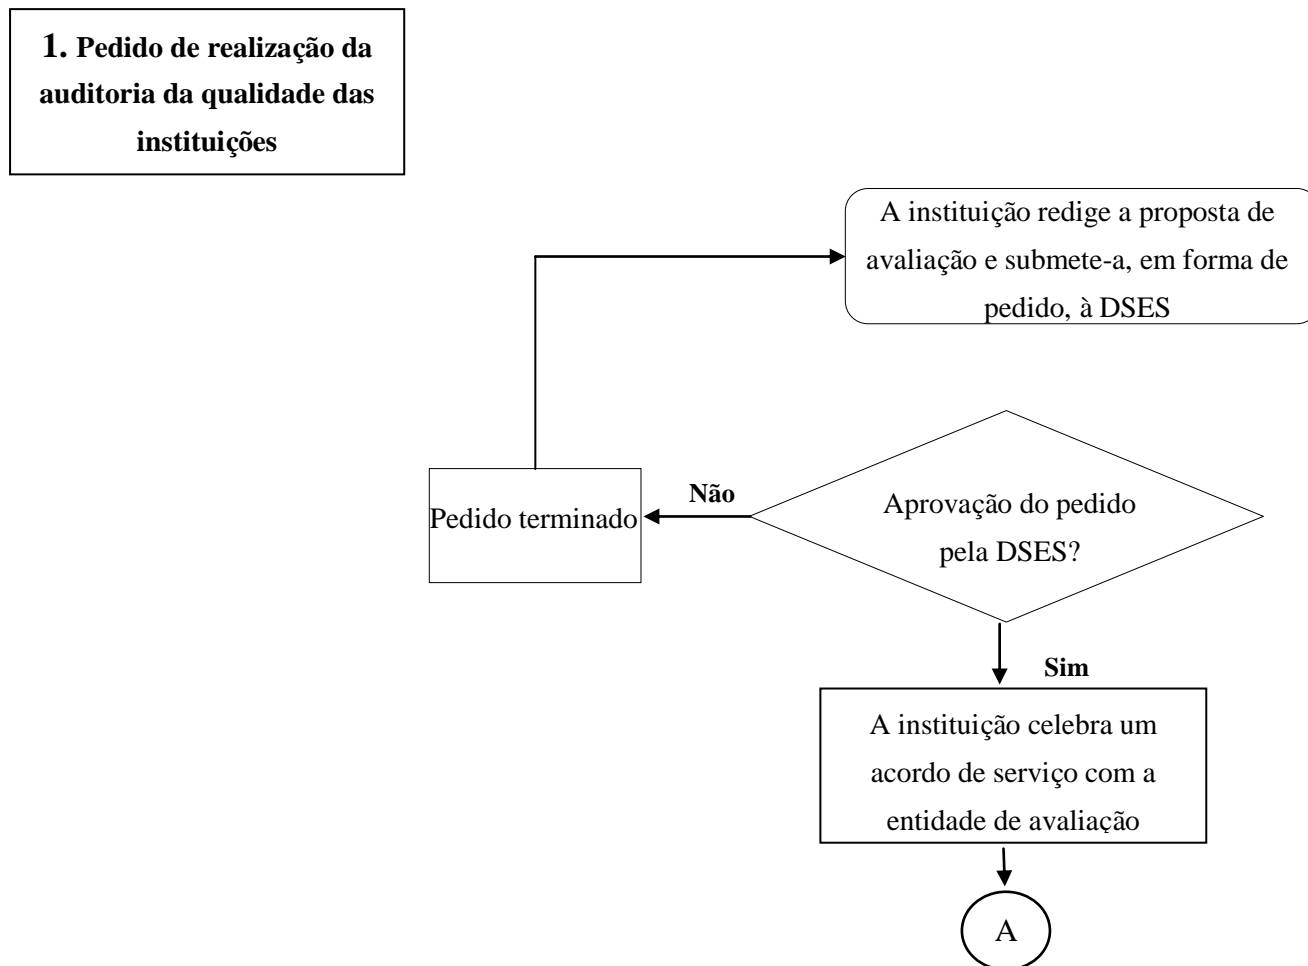 1. Pedido de realização da
auditoria da qualidade das
instituições
A instituição redige a proposta de
avaliação e submete-a, em forma de
pedido, à DSES
Não
Pedido terminado
Aprovação do pedido
pela DSES?
Sim
A instituição celebra um
acordo de serviço com a
entidade de avaliação
A